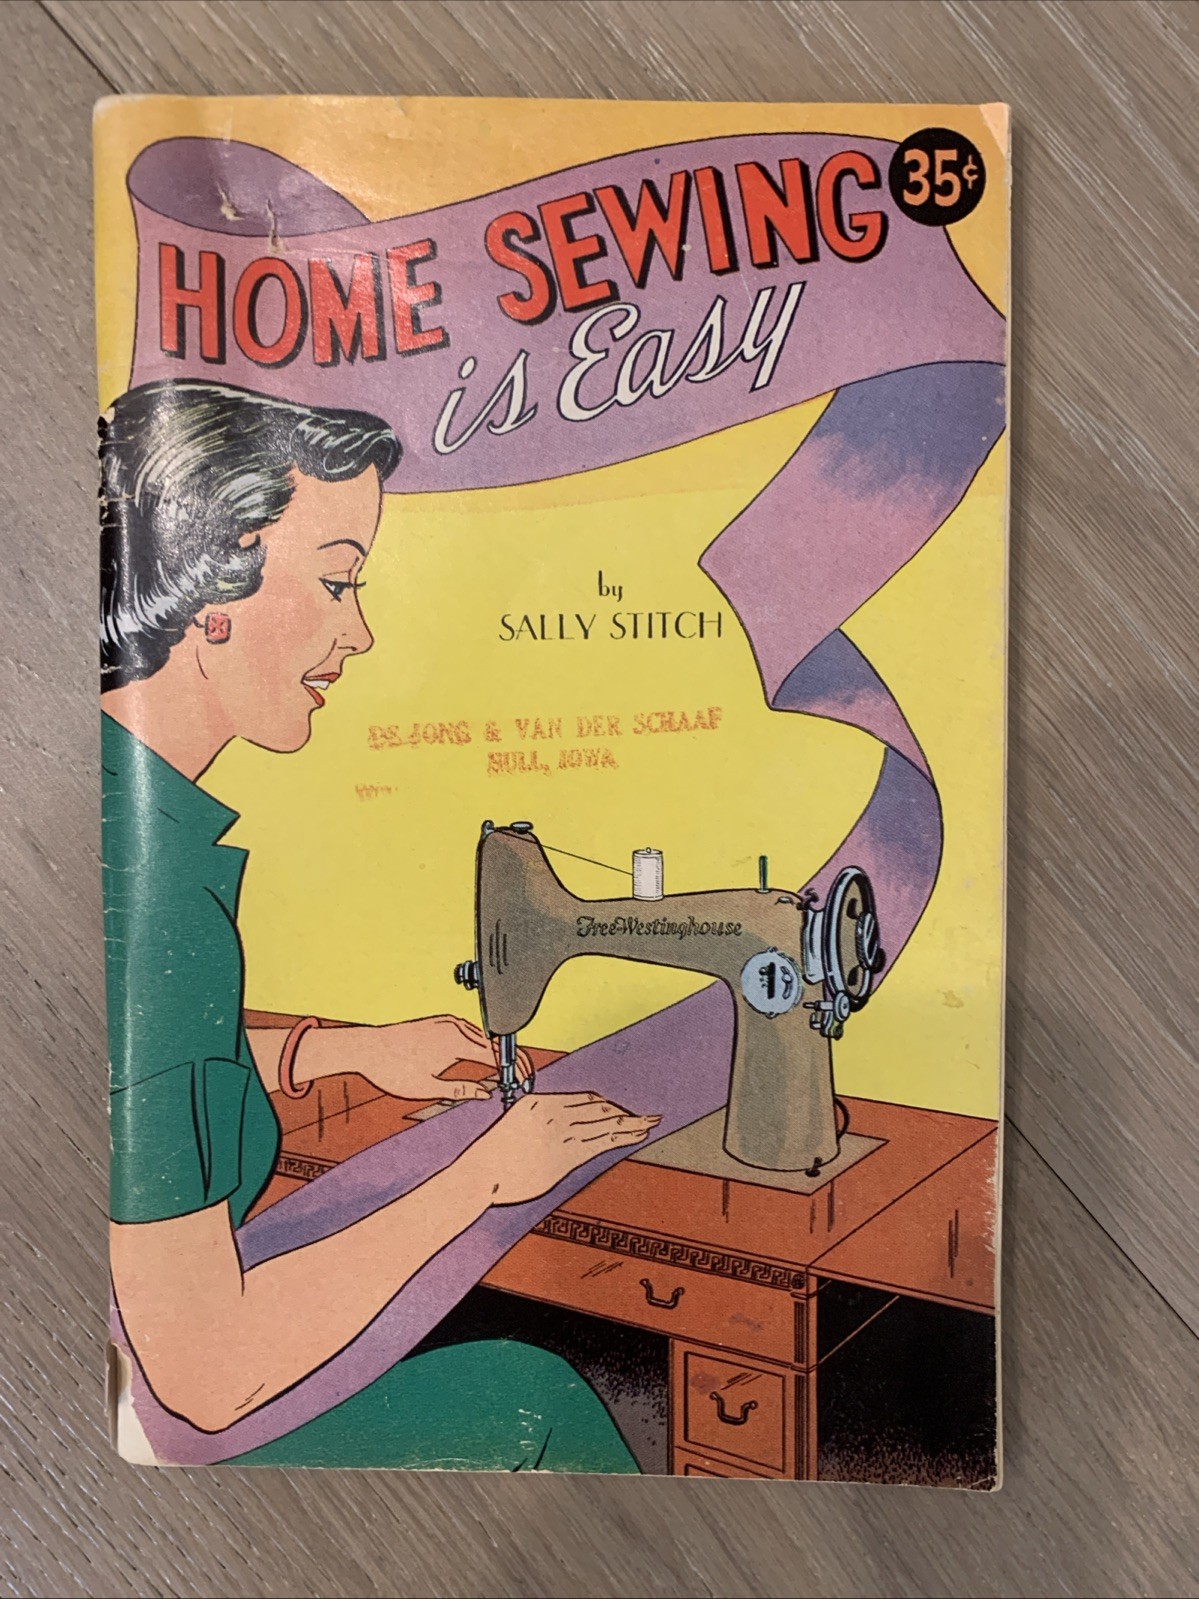 35¢
HOME SEWING
is Easy
by
SALLY STITCH
DE JONG & VAN DER SCHAAF
HULL, IOWA
Free-Westinghouse